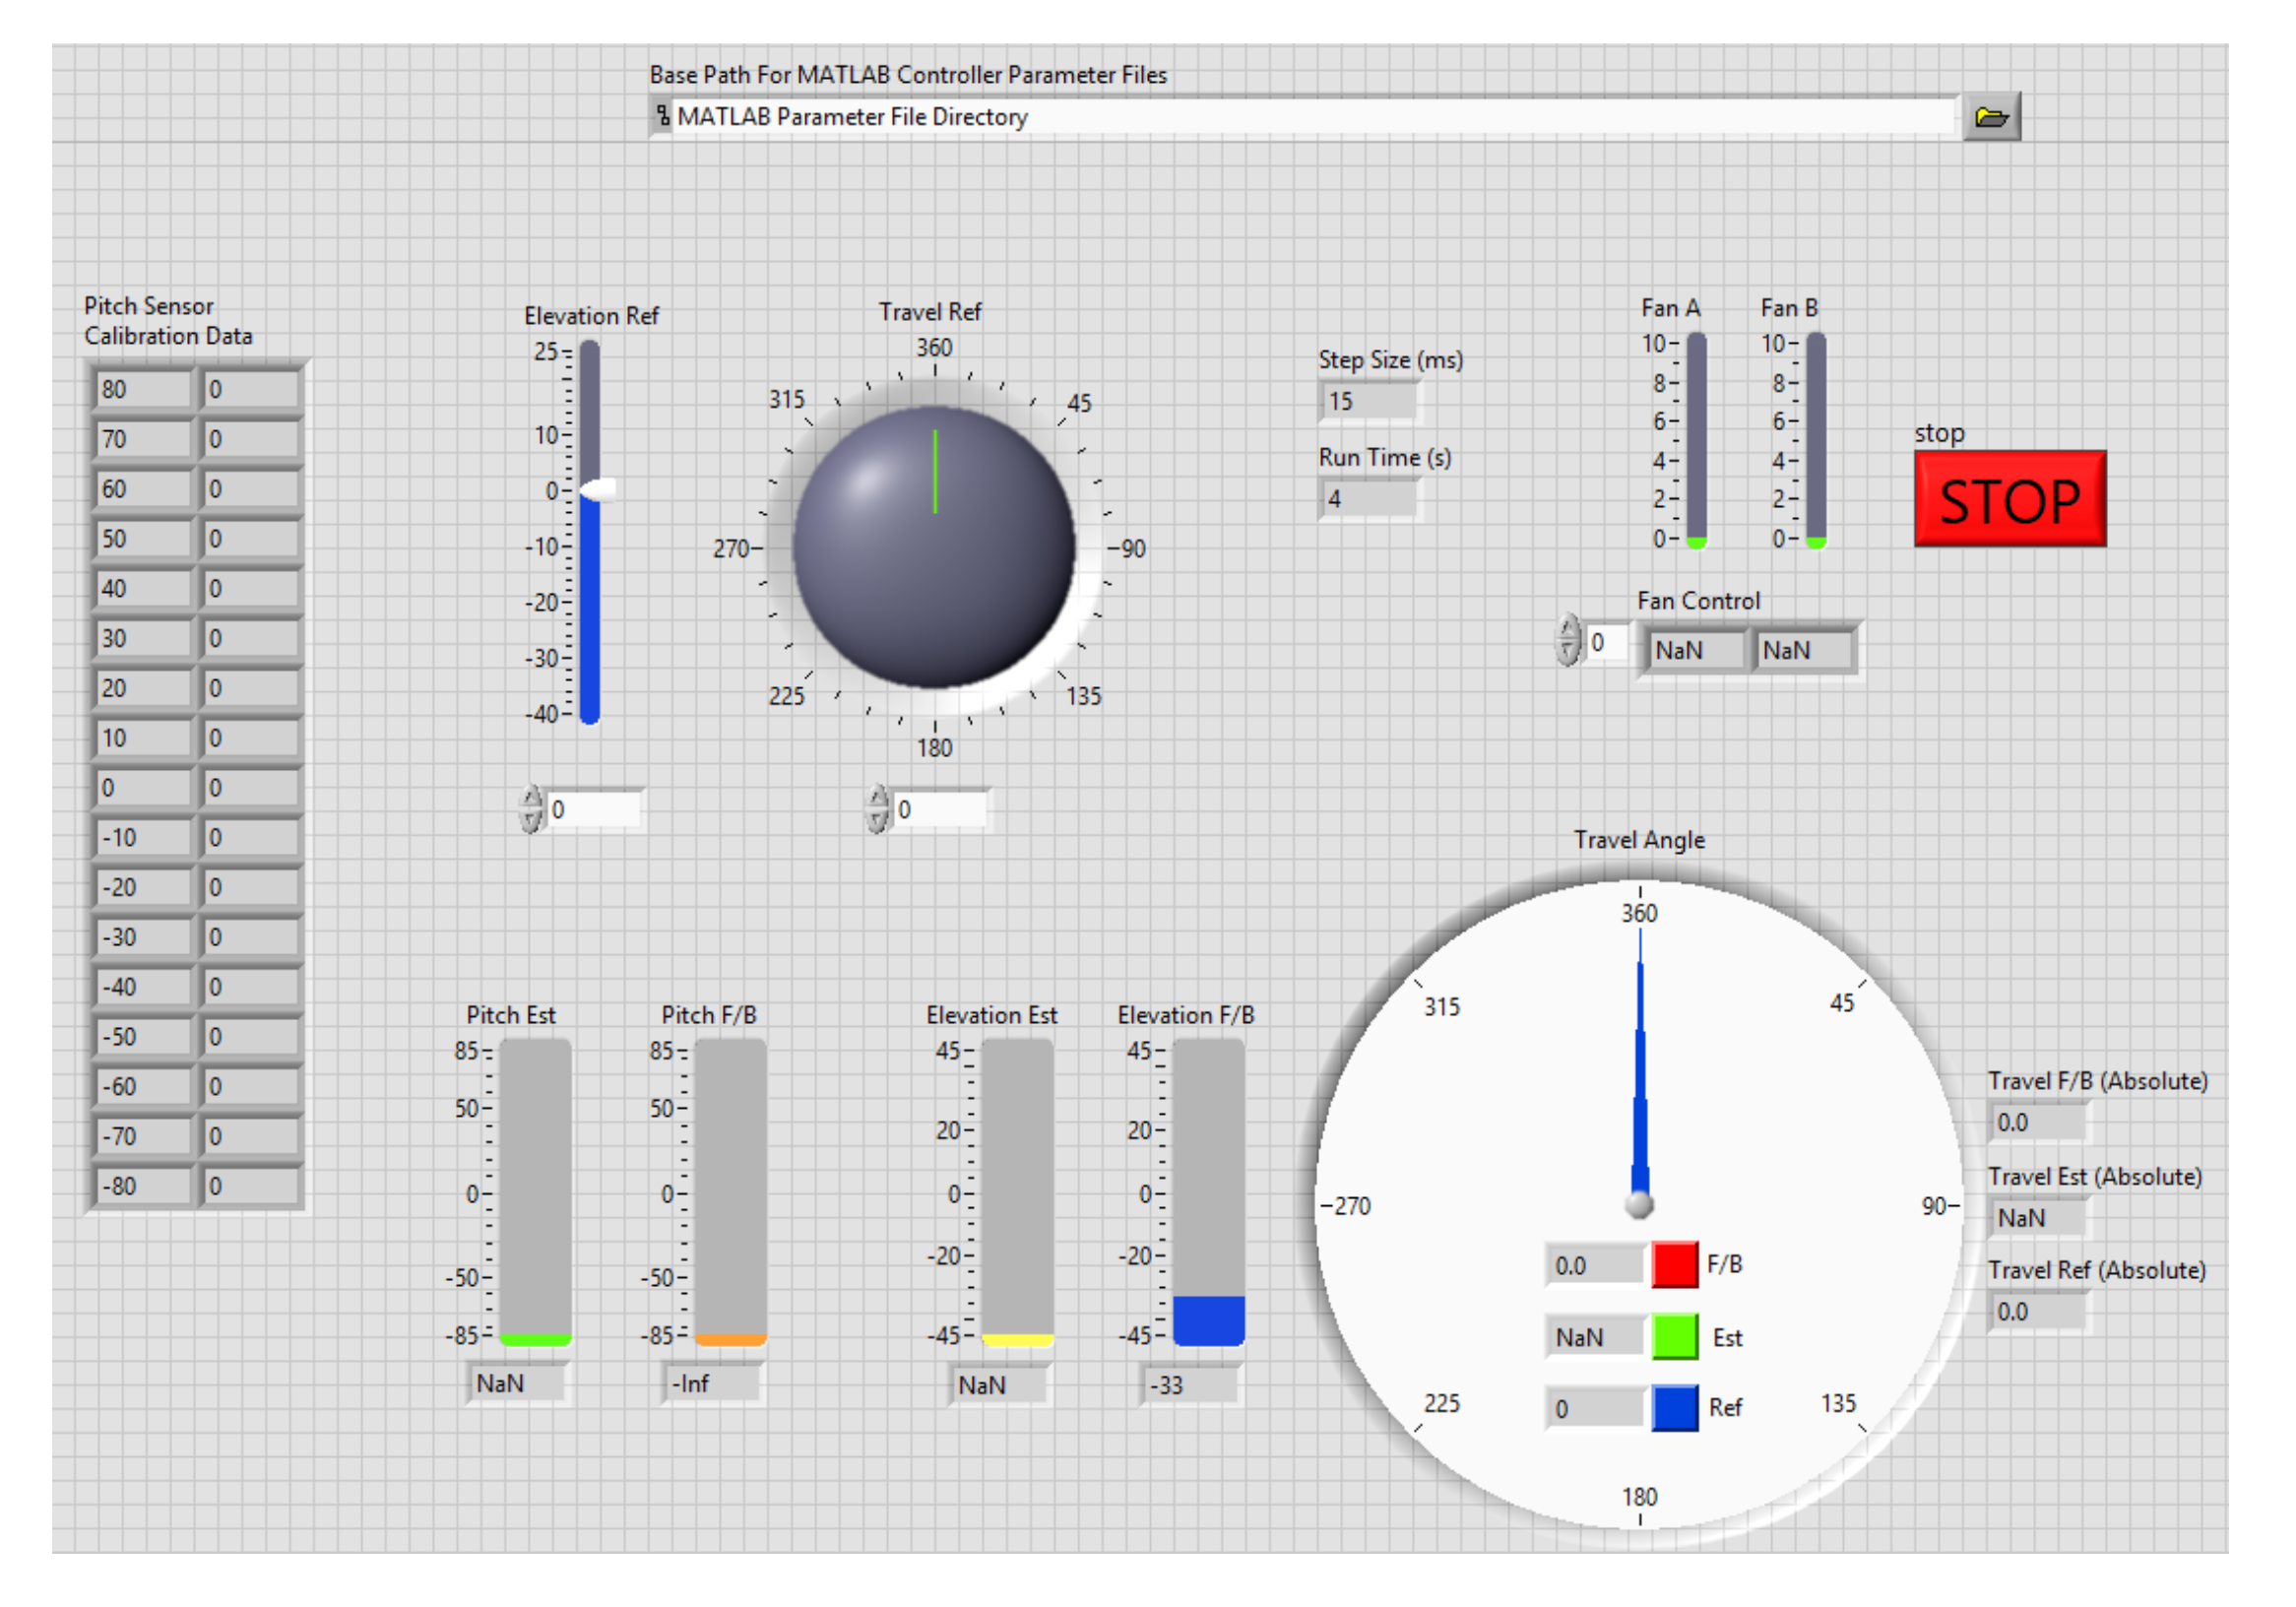 Base Path For MATLAB Controller Parameter Files
MATLAB Parameter File Directory
Pitch Sensor
Calibration Data
80 0
70 0
60 0
50 0
40 0
30 0
20 0
10 0
0 0
-10 0
-20 0
-30 0
-40 0
-50 0
-60 0
-70 0
-80 0
Elevation Ref
25
10
0
-10
-20
-30
-40
0
Travel Ref
360
315
45
270
90
225
135
180
0
Step Size (ms)
15
Run Time (s)
4
Fan A
10
8
6
4
2
0
Fan B
10
8
6
4
2
0
stop
STOP
Fan Control
0 NaN NaN
Pitch Est
85
50
0
-50
-85
NaN
Pitch F/B
85
50
0
-50
-85
-Inf
Elevation Est
45
20
0
-20
-45
NaN
Elevation F/B
45
20
0
-20
-45
-33
Travel Angle
360
315
45
270
90
0.0 F/B
NaN Est
0 Ref
225
135
180
Travel F/B (Absolute)
0.0
Travel Est (Absolute)
NaN
Travel Ref (Absolute)
0.0